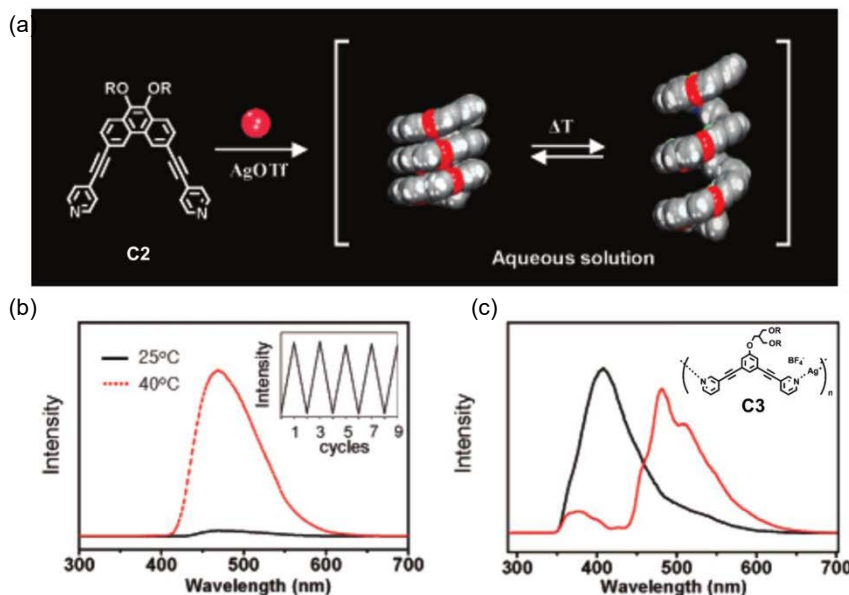 (a)
RO OR
ΔT
AgOTf
N N
C2
Aqueous solution
(b)
25°C
40°C
Intensity
Intensity
1 3 5 7 9
cycles
300 400 500 600 700
Wavelength (nm)
(c)
OR
O OR
BF4-
N N Ag+
n
C3
Intensity
300 400 500 600 700
Wavelength (nm)